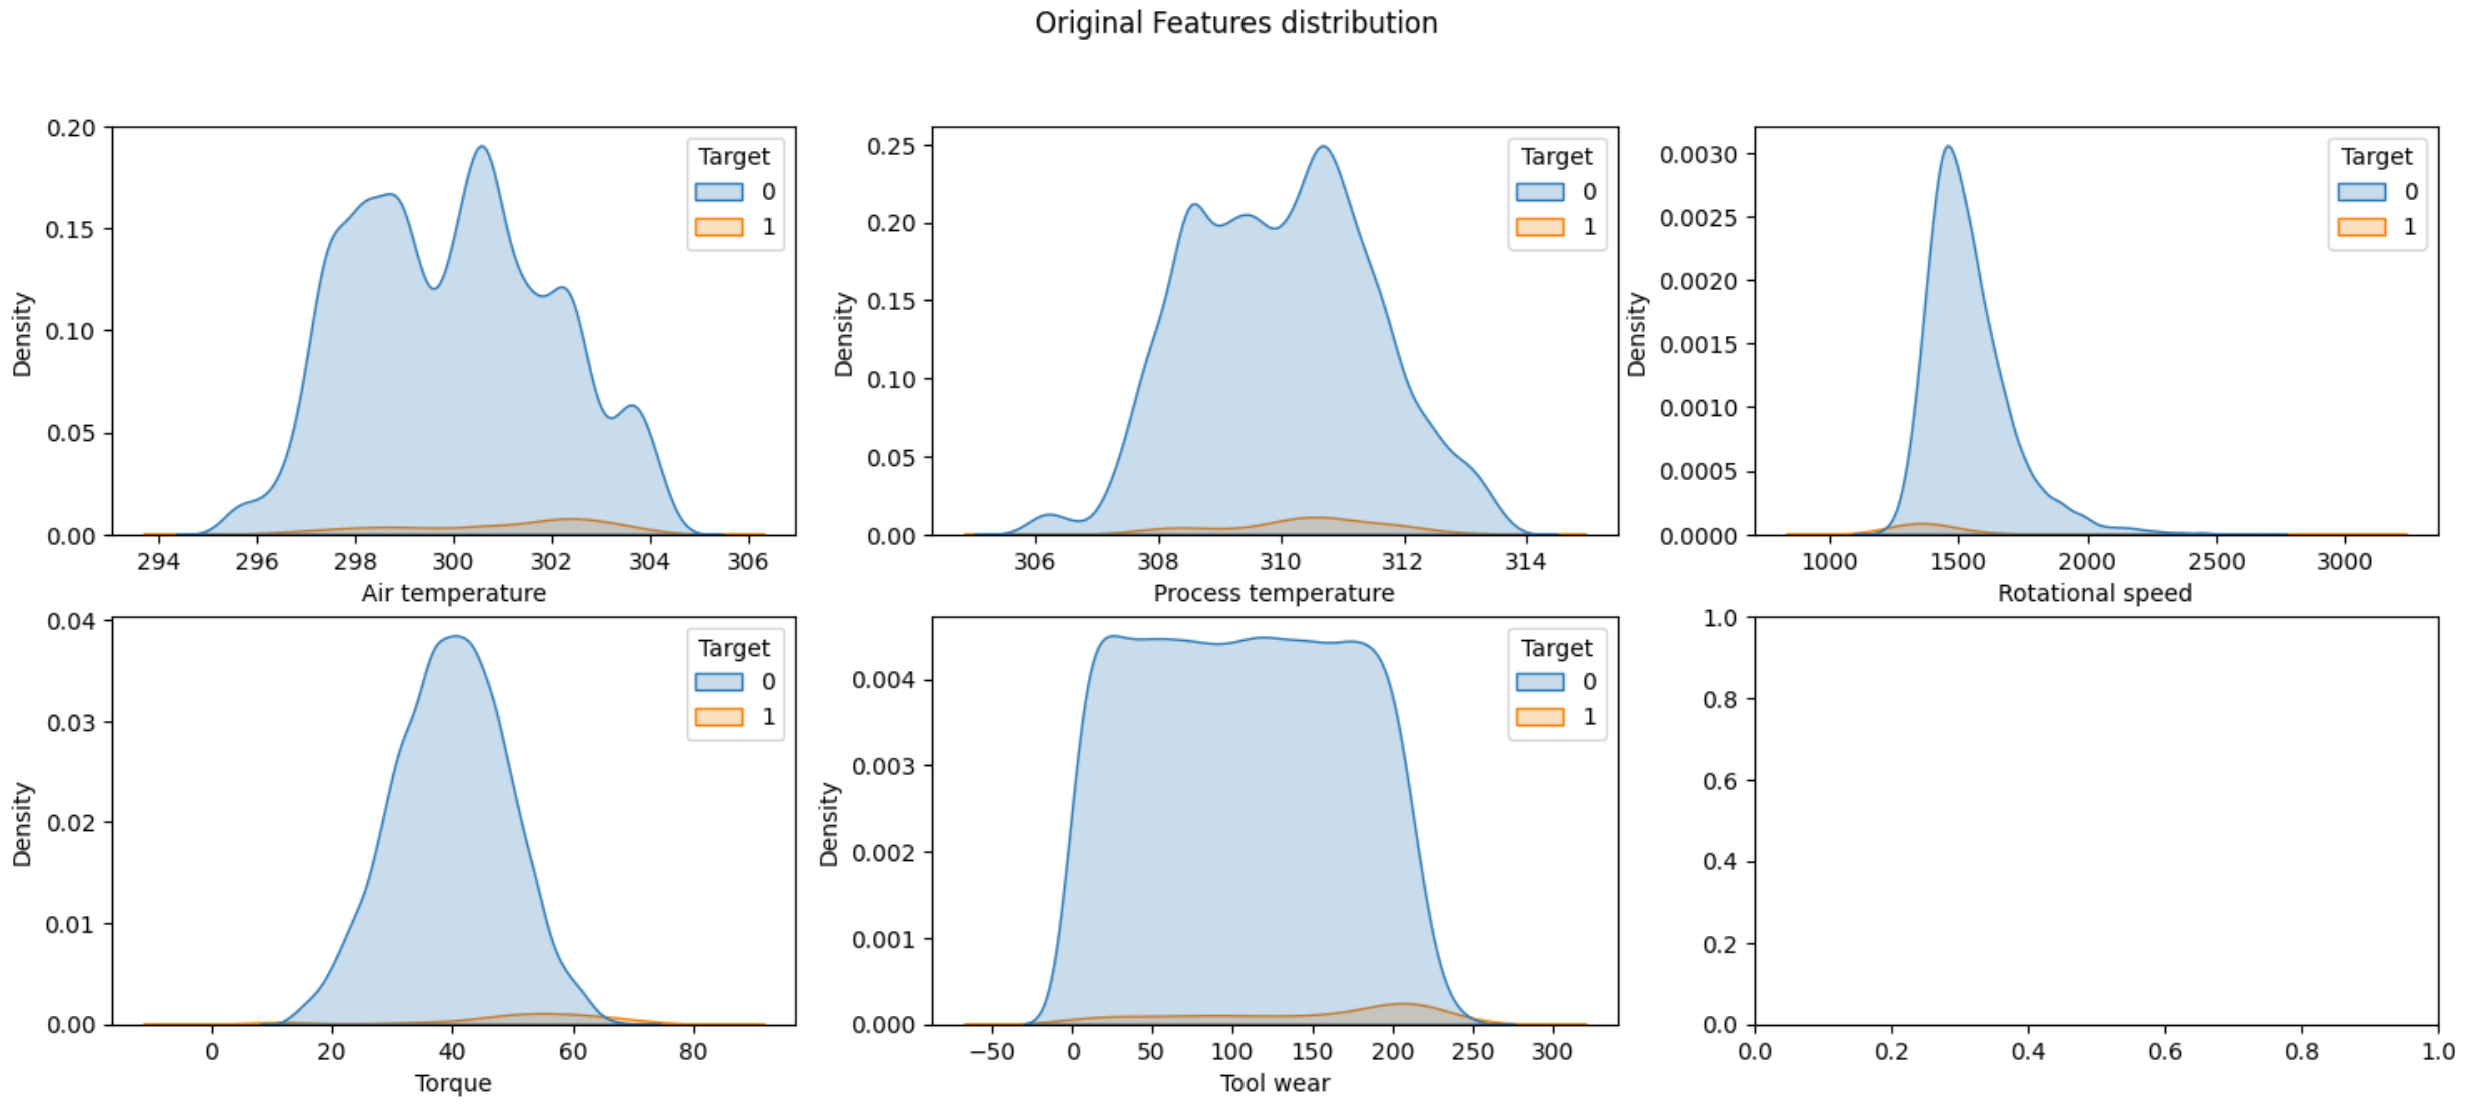 Original Features distribution
0.20
0.15
0.10
0.05
0.00
Density
294 296 298 300 302 304 306
Air temperature
Target
0
1
0.25
0.20
0.15
0.10
0.05
0.00
Density
306 308 310 312 314
Process temperature
Target
0
1
0.0030
0.0025
0.0020
0.0015
0.0010
0.0005
0.0000
Density
1000 1500 2000 2500 3000
Rotational speed
Target
0
1
0.04
0.03
0.02
0.01
0.00
Density
0 20 40 60 80
Torque
Target
0
1
0.004
0.003
0.002
0.001
0.000
Density
−50 0 50 100 150 200 250 300
Tool wear
Target
0
1
1.0
0.8
0.6
0.4
0.2
0.0
0.0 0.2 0.4 0.6 0.8 1.0